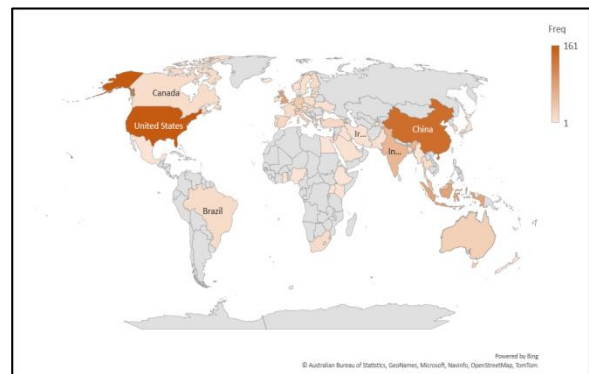 Freq
161
1
Canada
United States
Ir...
China
In...
Brazil
Powered by Bing
© Australian Bureau of Statistics, GeoNames, Microsoft, Navinfo, OpenStreetMap, TomTom